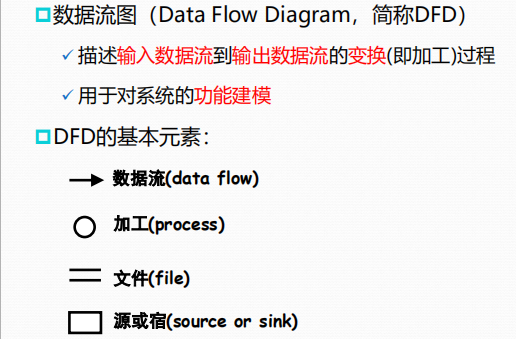 数据流图（Data Flow Diagram，简称DFD）
描述输入数据流到输出数据流的变换(即加工)过程
用于对系统的功能建模
DFD的基本元素：
数据流(data flow)
加工(process)
文件(file)
源或宿(source or sink)